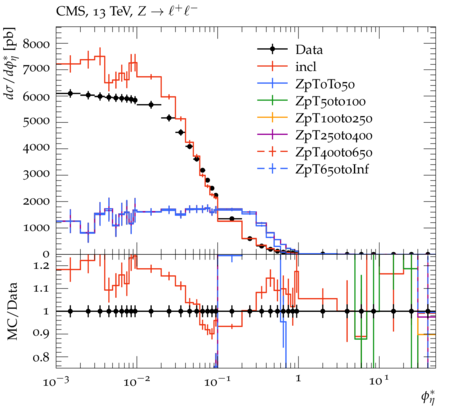 CMS, 13 TeV, Z → ℓ⁺ℓ⁻
dσ/dϕ*η [pb]
8000
7000
6000
5000
4000
3000
2000
1000
0
Data
incl
ZpT0To50
ZpT50to100
ZpT100to250
ZpT250to400
ZpT400to650
ZpT650toInf
MC/Data
1.2
1.1
1
0.9
0.8
10⁻³
10⁻²
10⁻¹
1
10¹
ϕ*η